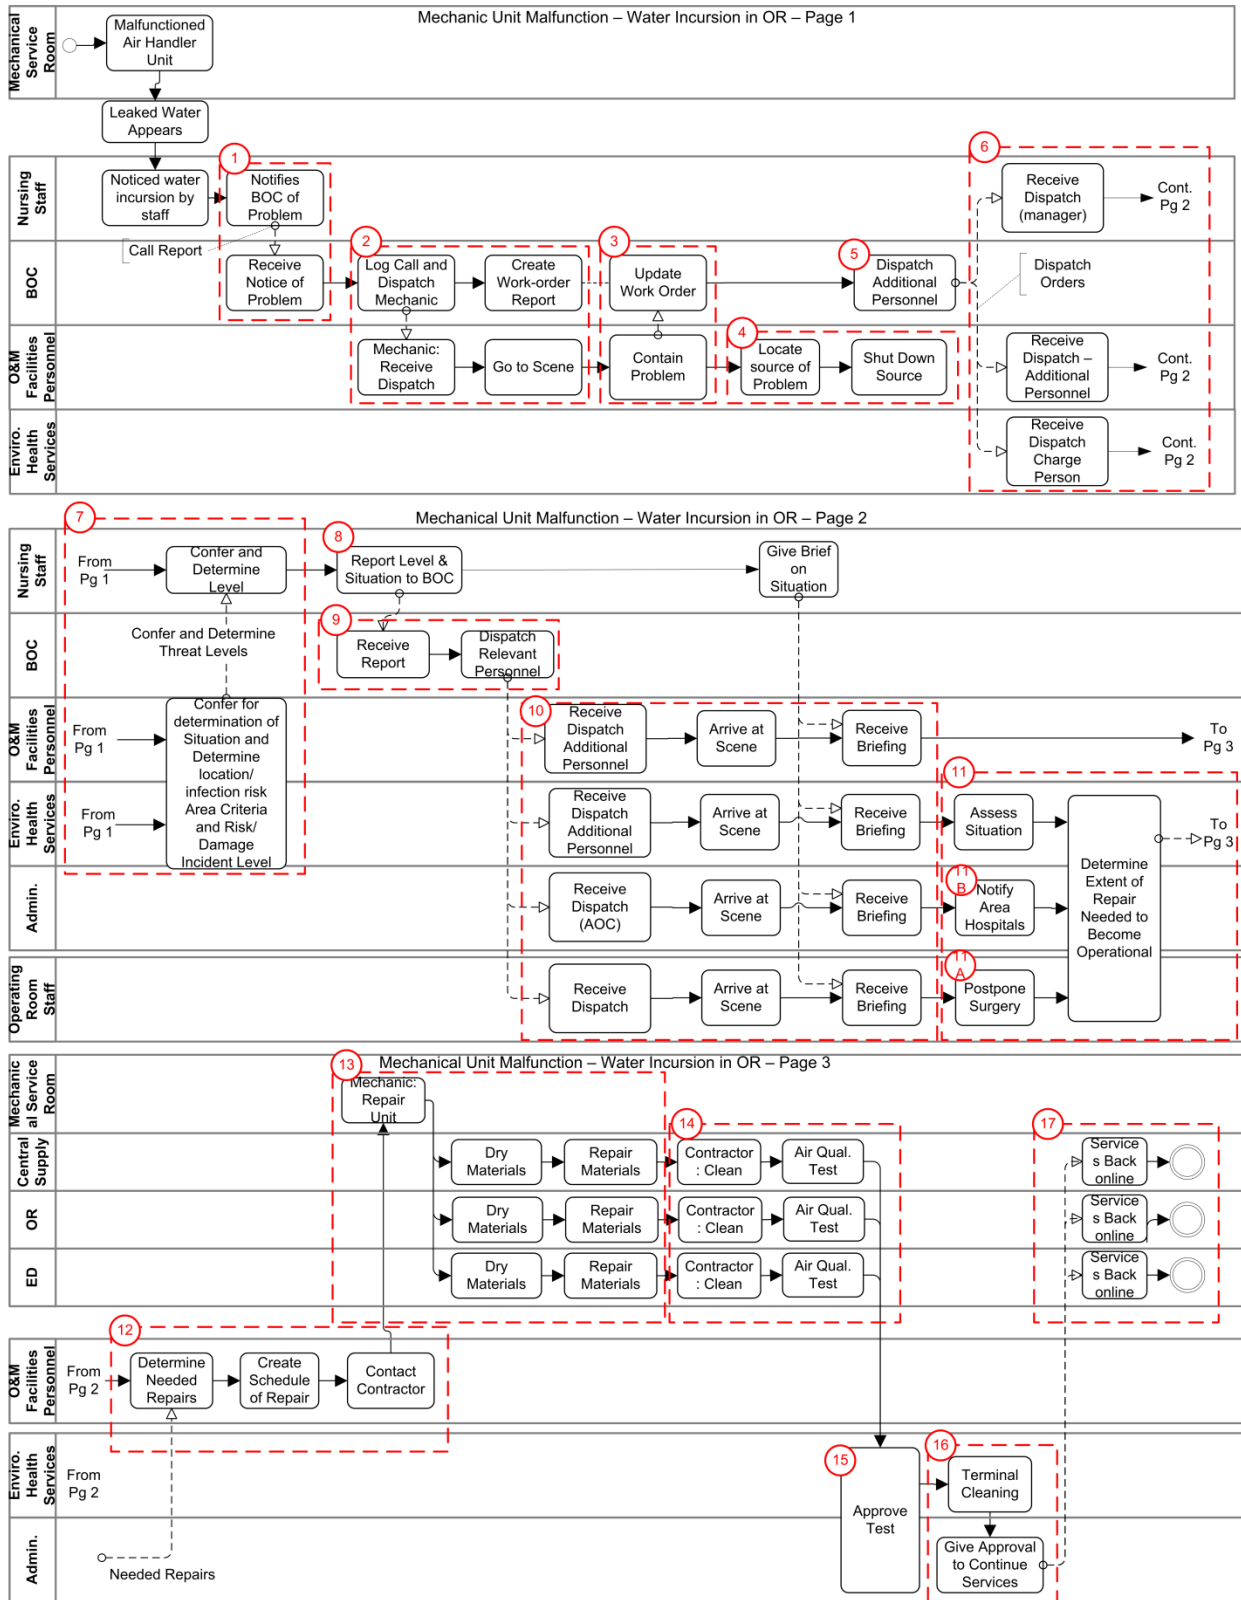 Mechanic Unit Malfunction – Water Incursion in OR – Page 1
Mechanical
Service
Room
Malfunctioned
Air Handler
Unit
Leaked Water
Appears
Nursing
Staff
Noticed water
incursion by
staff
1
Notifies
BOC of
Problem
6
Receive
Dispatch
(manager)
Cont.
Pg 2
Call Report
BOC
Receive
Notice of
Problem
2
Log Call and
Dispatch
Mechanic
Create
Work-order
Report
3
Update
Work Order
5
Dispatch
Additional
Personnel
Dispatch
Orders
O&M
Facilities
Personnel
Mechanic:
Receive
Dispatch
Go to Scene
Contain
Problem
4
Locate
source of
Problem
Shut Down
Source
Receive
Dispatch –
Additional
Personnel
Cont.
Pg 2
Enviro.
Health
Services
Receive
Dispatch
Charge
Person
Cont.
Pg 2
Mechanical Unit Malfunction – Water Incursion in OR – Page 2
Nursing
Staff
7
From
Pg 1
Confer and
Determine
Level
8
Report Level &
Situation to BOC
Give Brief
on
Situation
BOC
Confer and Determine
Threat Levels
9
Receive
Report
Dispatch
Relevant
Personnel
O&M
Facilities
Personnel
From
Pg 1
Confer for
determination of
Situation and
Determine
location/
infection risk
Area Criteria
and Risk/
Damage
Incident Level
10
Receive
Dispatch
Additional
Personnel
Arrive at
Scene
Receive
Briefing
To
Pg 3
Enviro.
Health
Services
From
Pg 1
Receive
Dispatch
Additional
Personnel
Arrive at
Scene
Receive
Briefing
11
Assess
Situation
Determine
Extent of
Repair
Needed to
Become
Operational
To
Pg 3
Admin.
Receive
Dispatch
(AOC)
Arrive at
Scene
Receive
Briefing
11
B
Notify
Area
Hospitals
Operating
Room
Staff
Receive
Dispatch
Arrive at
Scene
Receive
Briefing
11
A
Postpone
Surgery
Mechanical Unit Malfunction – Water Incursion in OR – Page 3
Mechanic
al Service
Room
13
Mechanic:
Repair
Unit
Central
Supply
Dry
Materials
Repair
Materials
14
Contractor
: Clean
Air Qual.
Test
17
Service
s Back
online
OR
Dry
Materials
Repair
Materials
Contractor
: Clean
Air Qual.
Test
Service
s Back
online
ED
Dry
Materials
Repair
Materials
Contractor
: Clean
Air Qual.
Test
Service
s Back
online
O&M
Facilities
Personnel
From
Pg 2
12
Determine
Needed
Repairs
Create
Schedule
of Repair
Contact
Contractor
Enviro.
Health
Services
From
Pg 2
15
Approve
Test
16
Terminal
Cleaning
Admin.
Needed Repairs
Give Approval
to Continue
Services